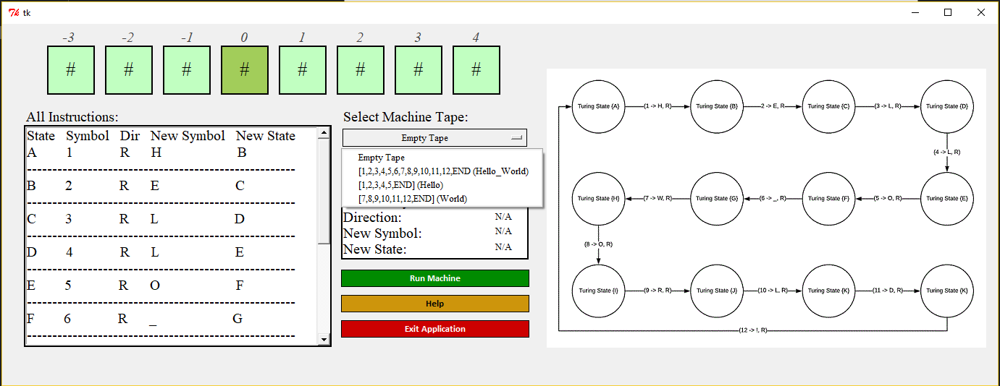 tk
-3 -2 -1 0 1 2 3 4
# # # # # # # #
All Instructions:
State Symbol Dir New Symbol New State
A 1 R H B
--------------------------------------------------
B 2 R E C
--------------------------------------------------
C 3 R L D
--------------------------------------------------
D 4 R L E
--------------------------------------------------
E 5 R O F
--------------------------------------------------
F 6 R _ G
--------------------------------------------------
Select Machine Tape:
Empty Tape
Empty Tape
[1,2,3,4,5,6,7,8,9,10,11,12,END (Hello_World)
[1,2,3,4,5,END] (Hello)
[7,8,9,10,11,12,END] (World)
Direction: N/A
New Symbol: N/A
New State: N/A
Run Machine
Help
Exit Application
Turing State {A} (1 -> H, R) Turing State {B} 2 -> E, R Turing State {C} (3 -> L, R) Turing State {D}
(4 -> L, R)
Turing State {H} (7 -> W, R) Turing State {G} (6 -> _, R) Turing State {F} (5 -> O, R) Turing State {E}
(8 -> O, R)
Turing State {I} (9 -> R, R) Turing State {J} (10 -> L, R) Turing State {K} (11 -> D, R) Turing State {K}
(12 -> !, R)